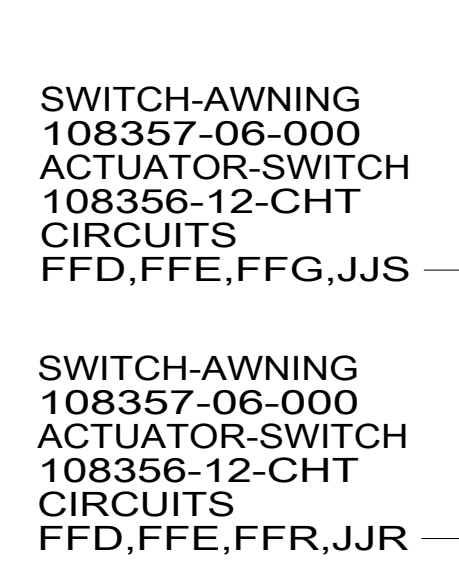 SWITCH-AWNING
108357-06-000
ACTUATOR-SWITCH
108356-12-CHT
CIRCUITS
FFD,FFE,FFG,JJS
SWITCH-AWNING
108357-06-000
ACTUATOR-SWITCH
108356-12-CHT
CIRCUITS
FFD,FFE,FFR,JJR